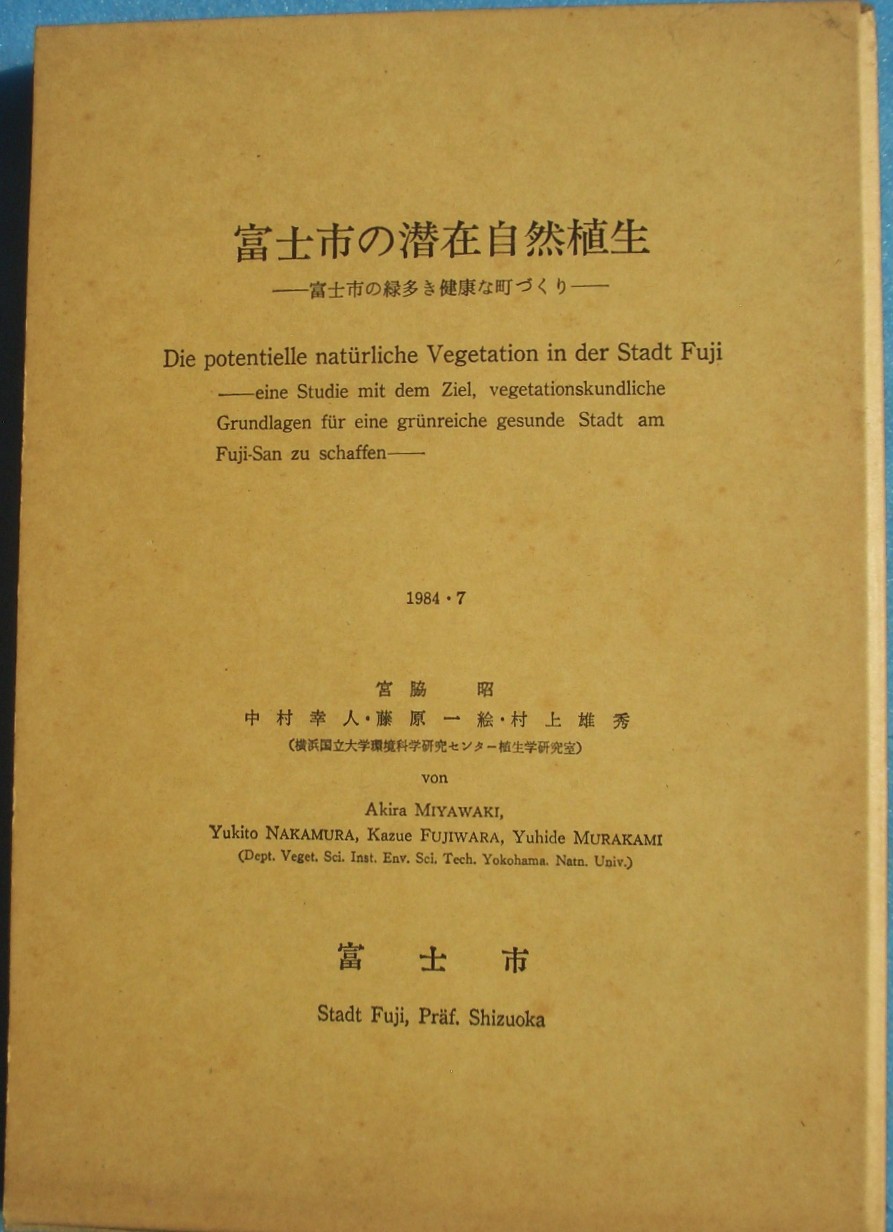 富士市の潜在自然植生
——富士市の緑多き健康な町づくり——
Die potentielle natürliche Vegetation in der Stadt Fuji
——eine Studie mit dem Ziel, vegetationskundliche
Grundlagen für eine grünreiche gesunde Stadt am
Fuji-San zu schaffen——
1984・7
宮脇 昭
中村幸人・藤原一絵・村上雄秀
(横浜国立大学環境科学研究センター植生学研究室)
von
Akira MIYAWAKI,
Yukito NAKAMURA, Kazue FUJIWARA, Yuhide MURAKAMI
(Dept. Veget. Sci. Inst. Env. Sci. Tech. Yokohama. Natn. Univ.)
富士市
Stadt Fuji, Präf. Shizuoka